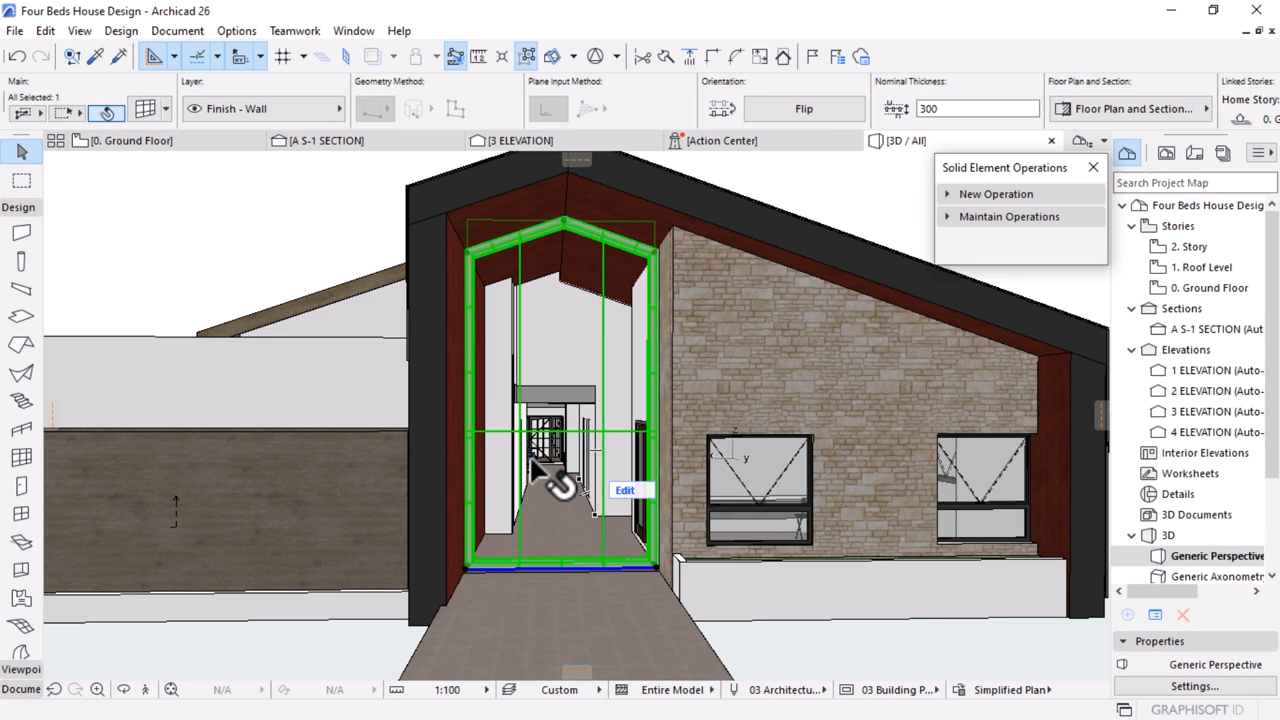 Four Beds House Design - Archicad 26
File Edit View Design Document Options Teamwork Window Help
Main: Layer: Geometry Method: Plane Input Method: Orientation: Nominal Thickness: Floor Plan and Section: Linked Stories:
All Selected: 1 Finish - Wall Flip 300 Floor Plan and Section... Home Story:
0. G
[0. Ground Floor] [A S-1 SECTION] [3 ELEVATION] [Action Center] [3D / All]
Solid Element Operations
New Operation
Maintain Operations
Search Project Map
Four Beds House Desig
Stories
2. Story
1. Roof Level
0. Ground Floor
Sections
A S-1 SECTION (Aut
Elevations
1 ELEVATION (Auto-
2 ELEVATION (Auto-
3 ELEVATION (Auto-
4 ELEVATION (Auto-
Interior Elevations
Worksheets
Details
3D Documents
3D
Generic Perspective
Generic Axonometr
Properties
Generic Perspective
Settings...
Design
Viewpoi
Docume
Edit
y
z
N/A N/A 1:100 Custom Entire Model 03 Architectu... 03 Building P... Simplified Plan
GRAPHISOFT ID